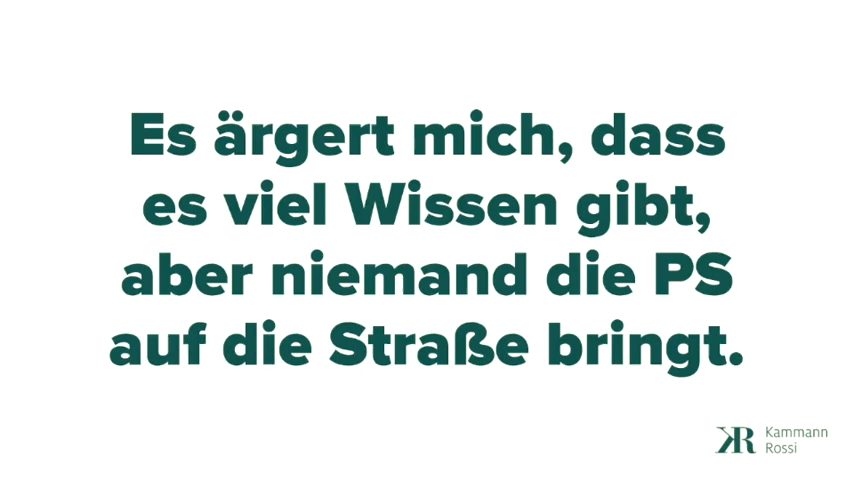 Es ärgert mich, dass
es viel Wissen gibt,
aber niemand die PS
auf die Straße bringt.
KR
Kammann
Rossi